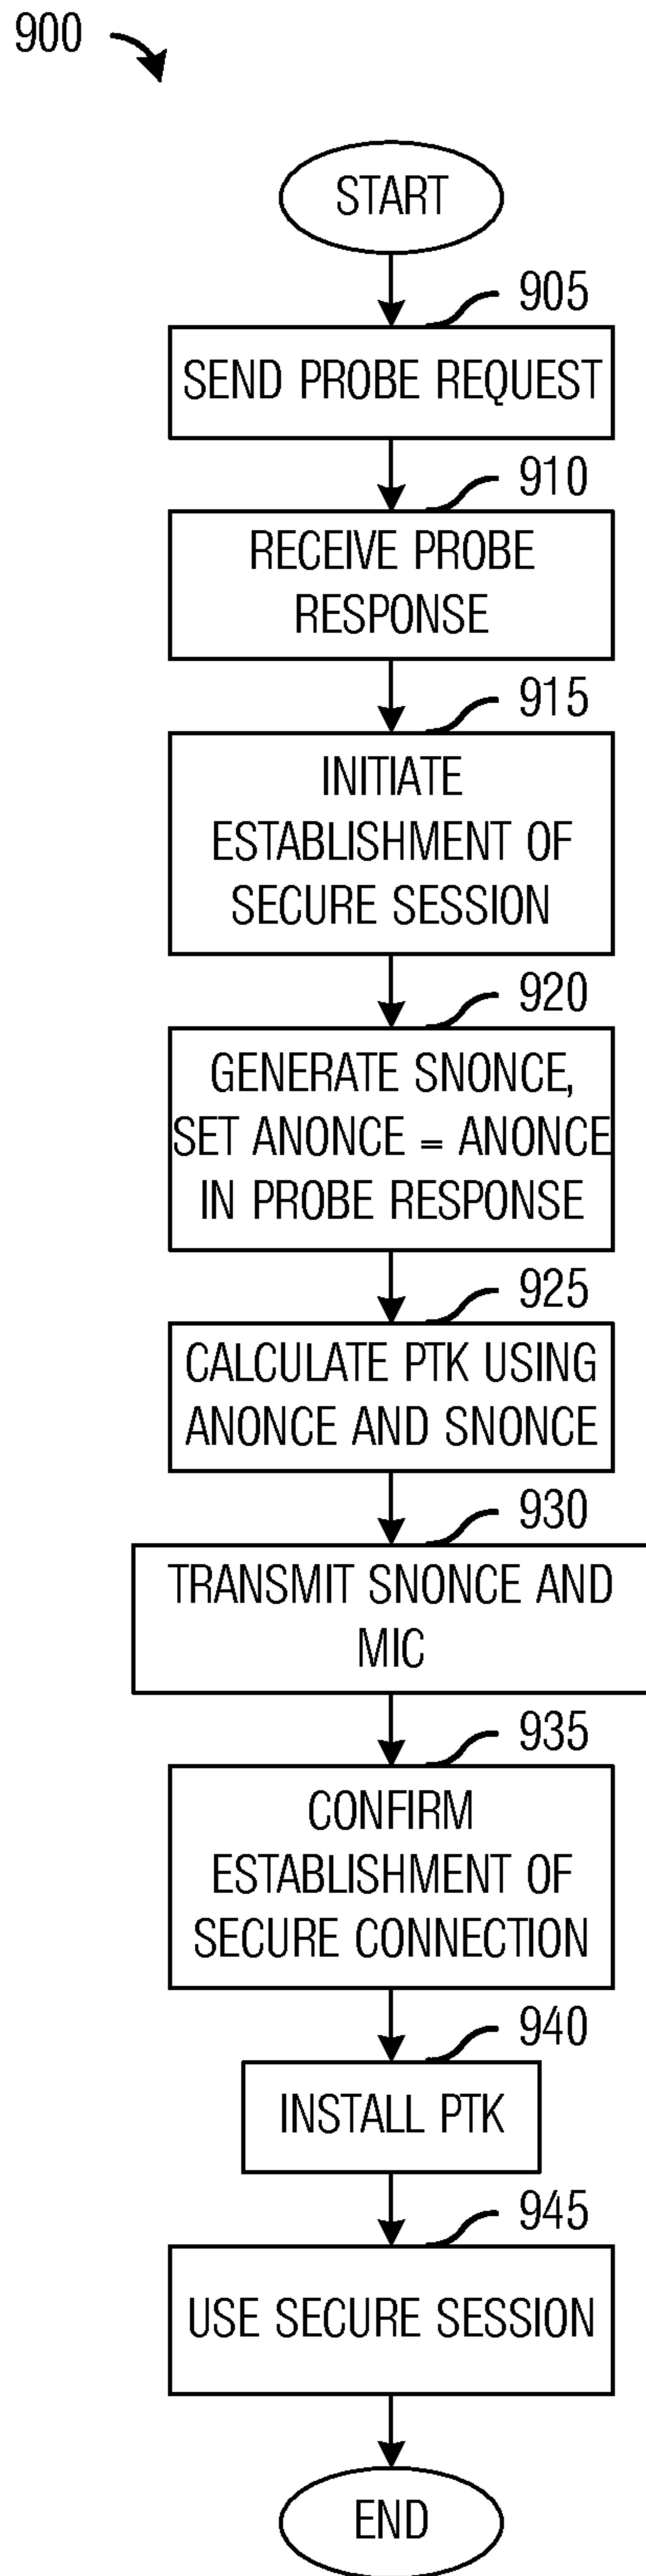 900
START
905
SEND PROBE REQUEST
910
RECEIVE PROBE
RESPONSE
915
INITIATE
ESTABLISHMENT OF
SECURE SESSION
920
GENERATE SNONCE,
SET ANONCE = ANONCE
IN PROBE RESPONSE
925
CALCULATE PTK USING
ANONCE AND SNONCE
930
TRANSMIT SNONCE AND
MIC
935
CONFIRM
ESTABLISHMENT OF
SECURE CONNECTION
940
INSTALL PTK
945
USE SECURE SESSION
END